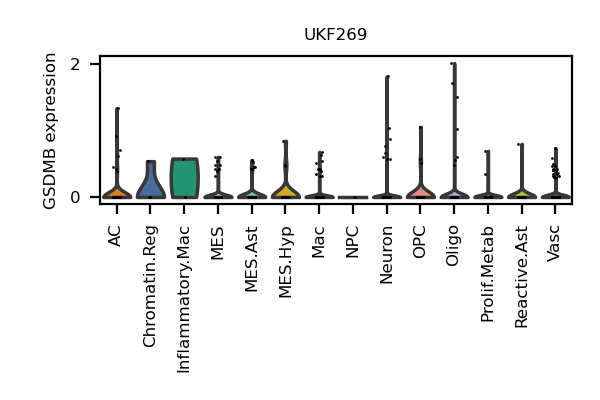 UKF269
GSDMB expression
2
0
AC
Chromatin.Reg
Inflammatory.Mac
MES
MES.Ast
MES.Hyp
Mac
NPC
Neuron
OPC
Oligo
Prolif.Metab
Reactive.Ast
Vasc